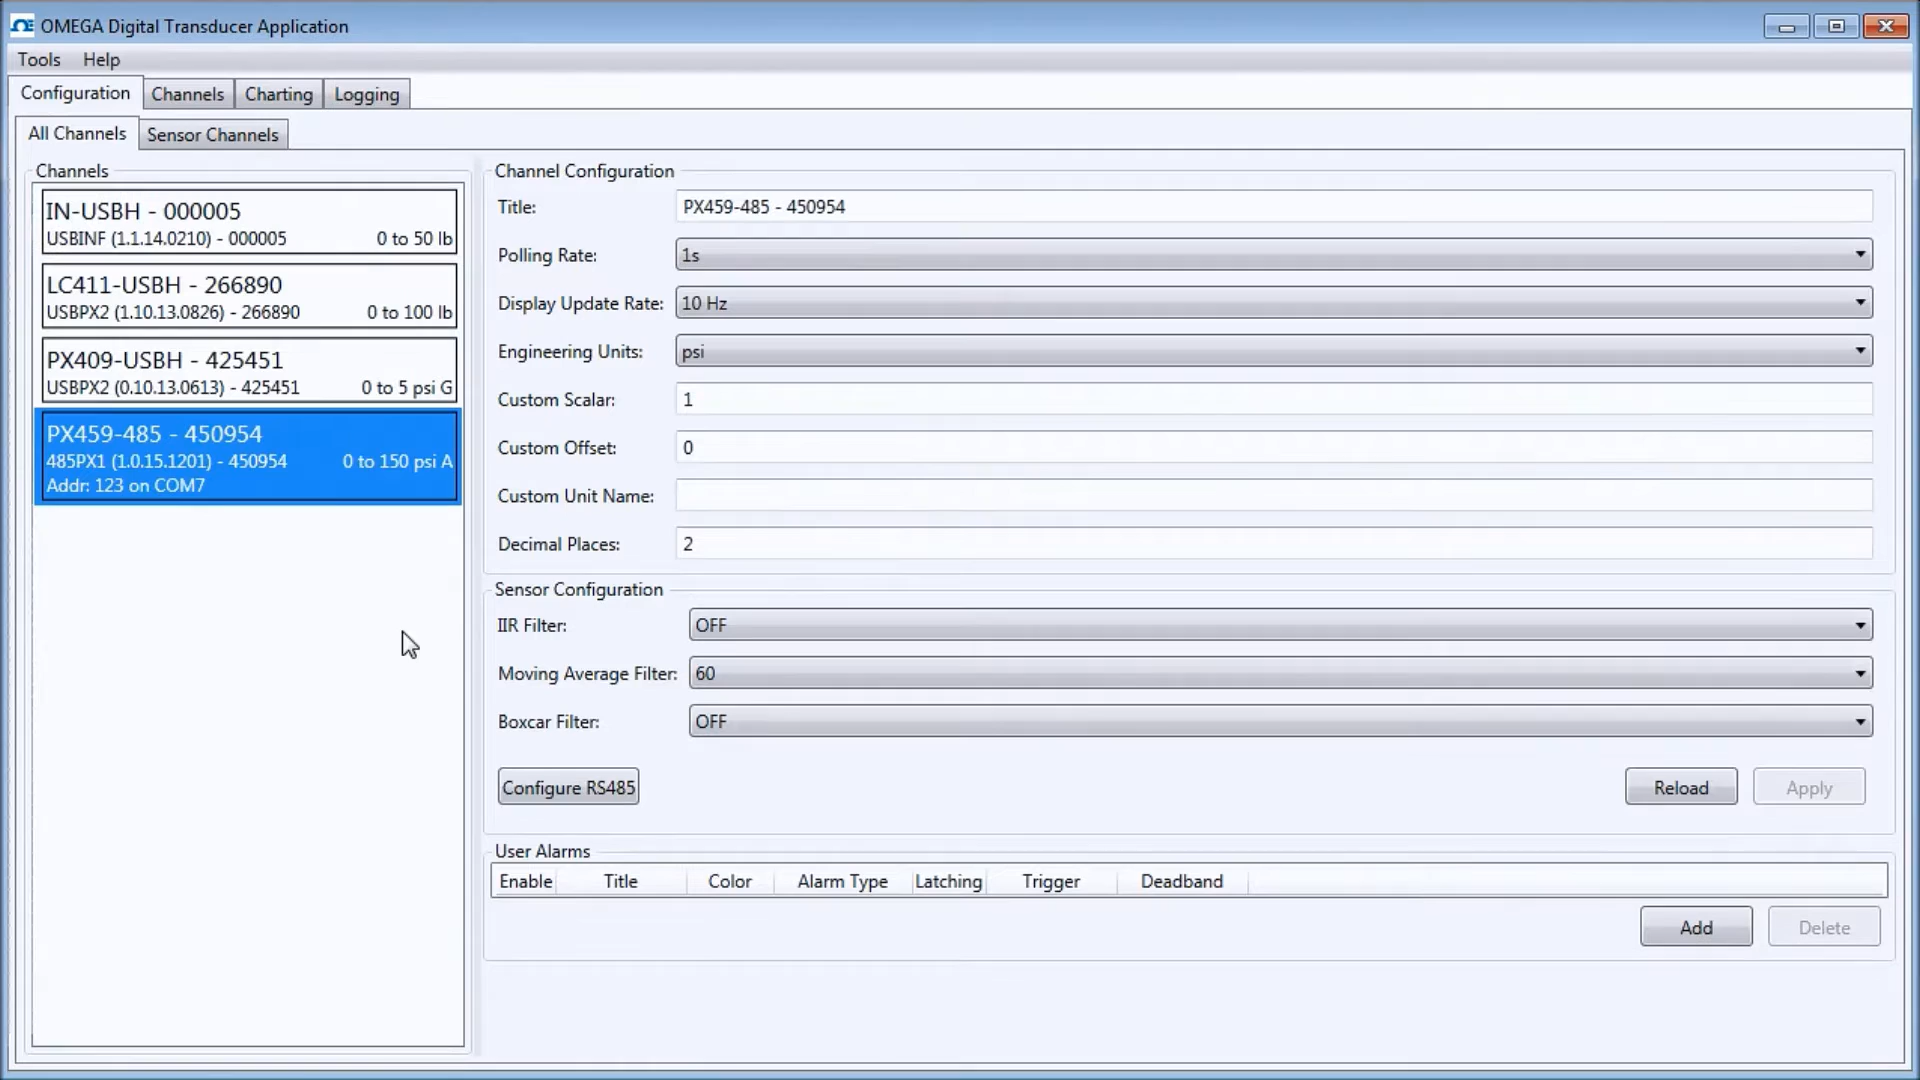 OMEGA Digital Transducer Application
Tools Help
Configuration Channels Charting Logging
All Channels Sensor Channels
Channels
IN-USBH - 000005
USBINF (1.1.14.0210) - 000005 0 to 50 lb
LC411-USBH - 266890
USBPX2 (1.10.13.0826) - 266890 0 to 100 lb
PX409-USBH - 425451
USBPX2 (0.10.13.0613) - 425451 0 to 5 psi G
PX459-485 - 450954
485PX1 (1.0.15.1201) - 450954 0 to 150 psi A
Addr: 123 on COM7
Channel Configuration
Title: PX459-485 - 450954
Polling Rate: 1s
Display Update Rate: 10 Hz
Engineering Units: psi
Custom Scalar: 1
Custom Offset: 0
Custom Unit Name:
Decimal Places: 2
Sensor Configuration
IIR Filter: OFF
Moving Average Filter: 60
Boxcar Filter: OFF
Configure RS485 Reload Apply
User Alarms
Enable Title Color Alarm Type Latching Trigger Deadband
Add Delete